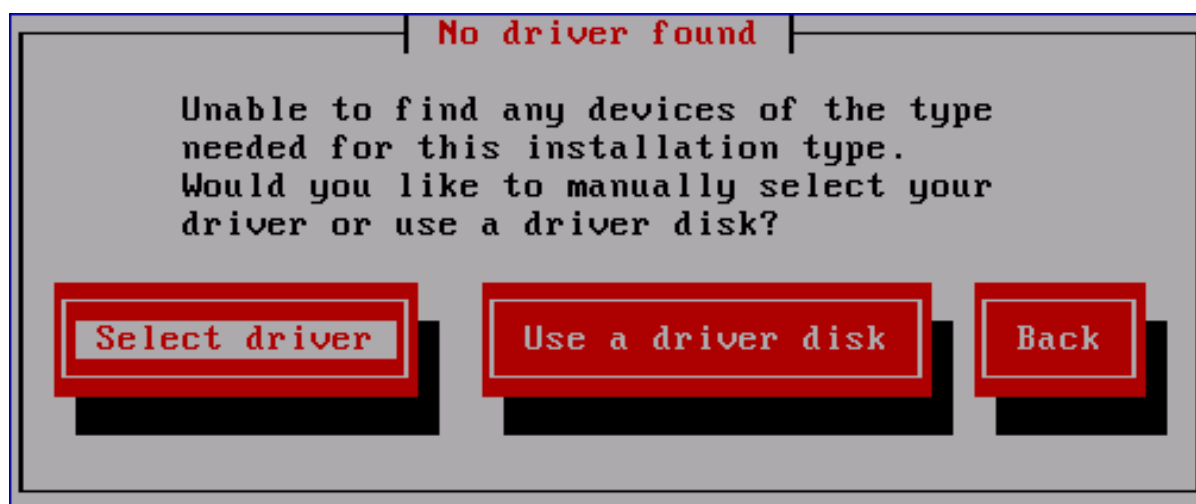 No driver found
Unable to find any devices of the type
needed for this installation type.
Would you like to manually select your
driver or use a driver disk?
Select driver
Use a driver disk
Back